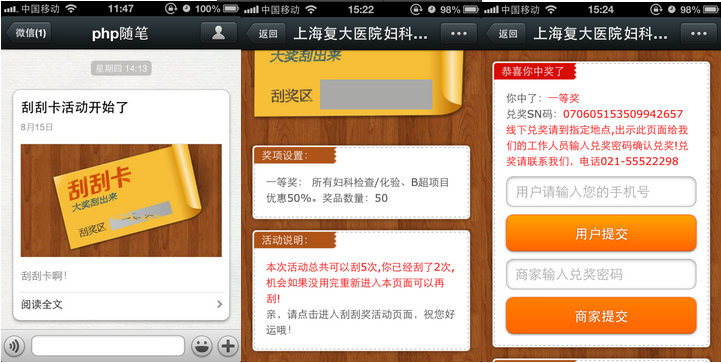 中国移动
11:47
100%
微信(1)
php随笔
星期四 14:13
刮刮卡活动开始了
8月15日
刮刮卡
大奖刮出来
刮奖区
刮刮卡啊！
阅读全文
中国移动
15:22
98%
返回
上海复大医院妇科...
大奖刮出来
刮奖区
奖项设置：
一等奖： 所有妇科检查/化验、B超项目
优惠50%。奖品数量：50
活动说明：
本次活动总共可以刮5次,你已经刮了2次,
机会如果没用完重新进入本页面可以再
刮!
亲，请点击进入刮刮奖活动页面，祝您好
运哦！
中国移动
15:24
98%
返回
上海复大医院妇科...
恭喜你中奖了
你中了：一等奖
兑奖SN码：070605153509942657
线下兑奖请到指定地点,出示此页面给我
们的工作人员输入兑奖密码确认兑奖!兑
奖请联系我们，电话021-55522298
用户请输入您的手机号
用户提交
商家输入兑奖密码
商家提交